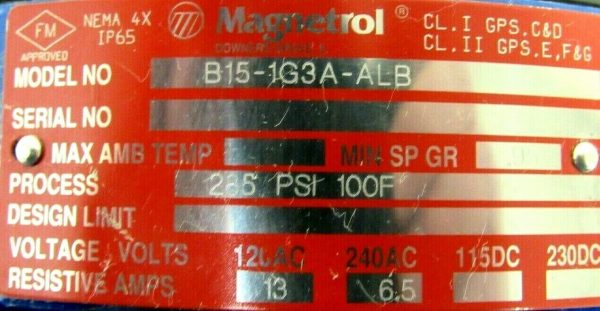 FM
APPROVED
NEMA 4X
IP65
Magnetrol ®
CL.I GPS.C&D
CL.II GPS.E,F&G
MODEL NO B15-1G3A-ALB
SERIAL NO
MAX AMB TEMP MIN SP GR
PROCESS 285 PSI 100F
DESIGN LIMIT
VOLTAGE, VOLTS 120AC 240AC 115DC 230DC
RESISTIVE AMPS 13 6.5